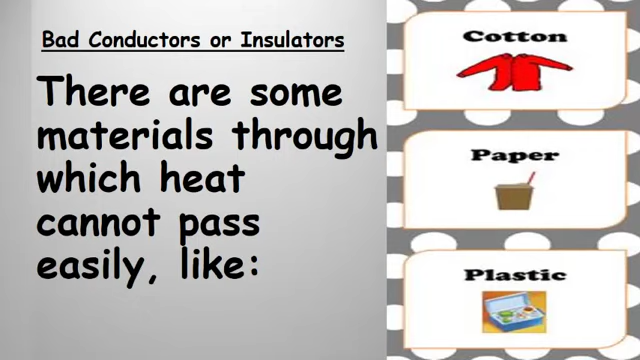 Bad Conductors or Insulators
There are some
materials through
which heat
cannot pass
easily, like:
Cotton
Paper
Plastic